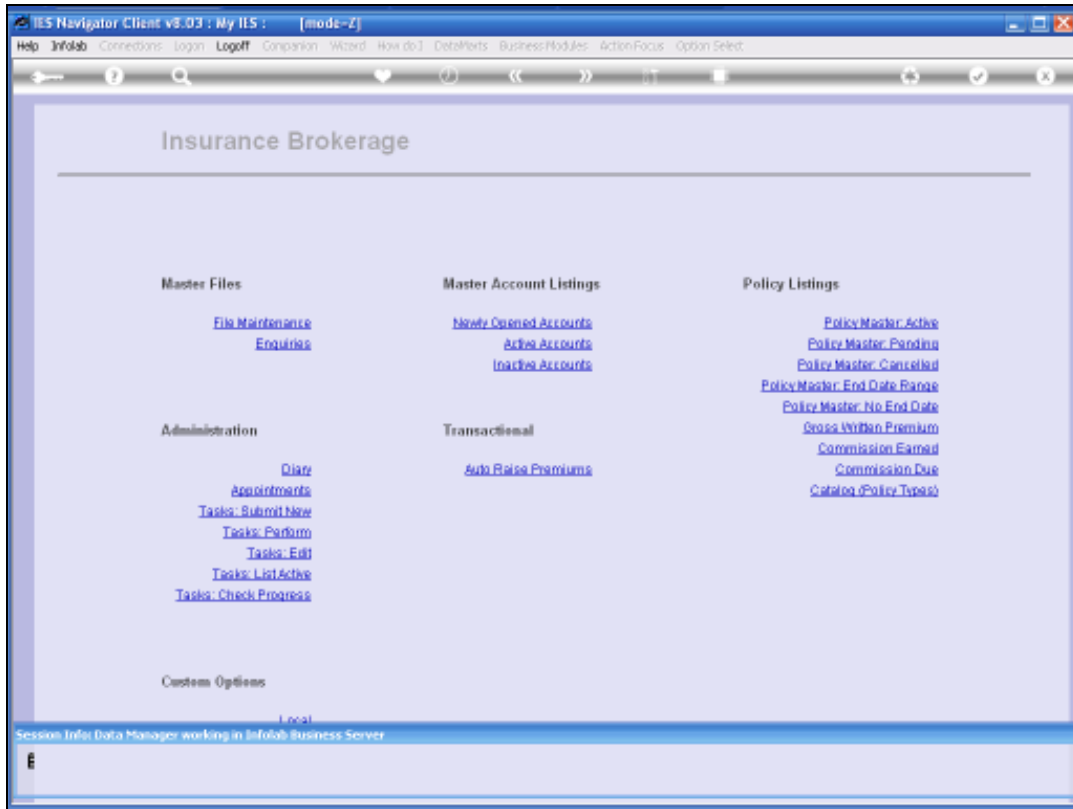 IES Navigator Client v8.03 : My IES : [mode=Z]
Help Infolab Connections Logon Logoff Companion Wizard How do I DataMarts Business Modules Action Focus Option Select
Insurance Brokerage
Master Files
File Maintenance
Enquiries
Master Account Listings
Newly Opened Accounts
Active Accounts
Inactive Accounts
Policy Listings
Policy Master: Active
Policy Master: Pending
Policy Master: Cancelled
Policy Master: End Date Range
Policy Master: No End Date
Gross Written Premium
Commission Earned
Commission Due
Catalog (Policy Types)
Administration
Diary
Appointments
Tasks: Submit New
Tasks: Perform
Tasks: Edit
Tasks: List Active
Tasks: Check Progress
Transactional
Auto Raise Premiums
Custom Options
Local
Session Info: Data Manager working in Infolab Business Server